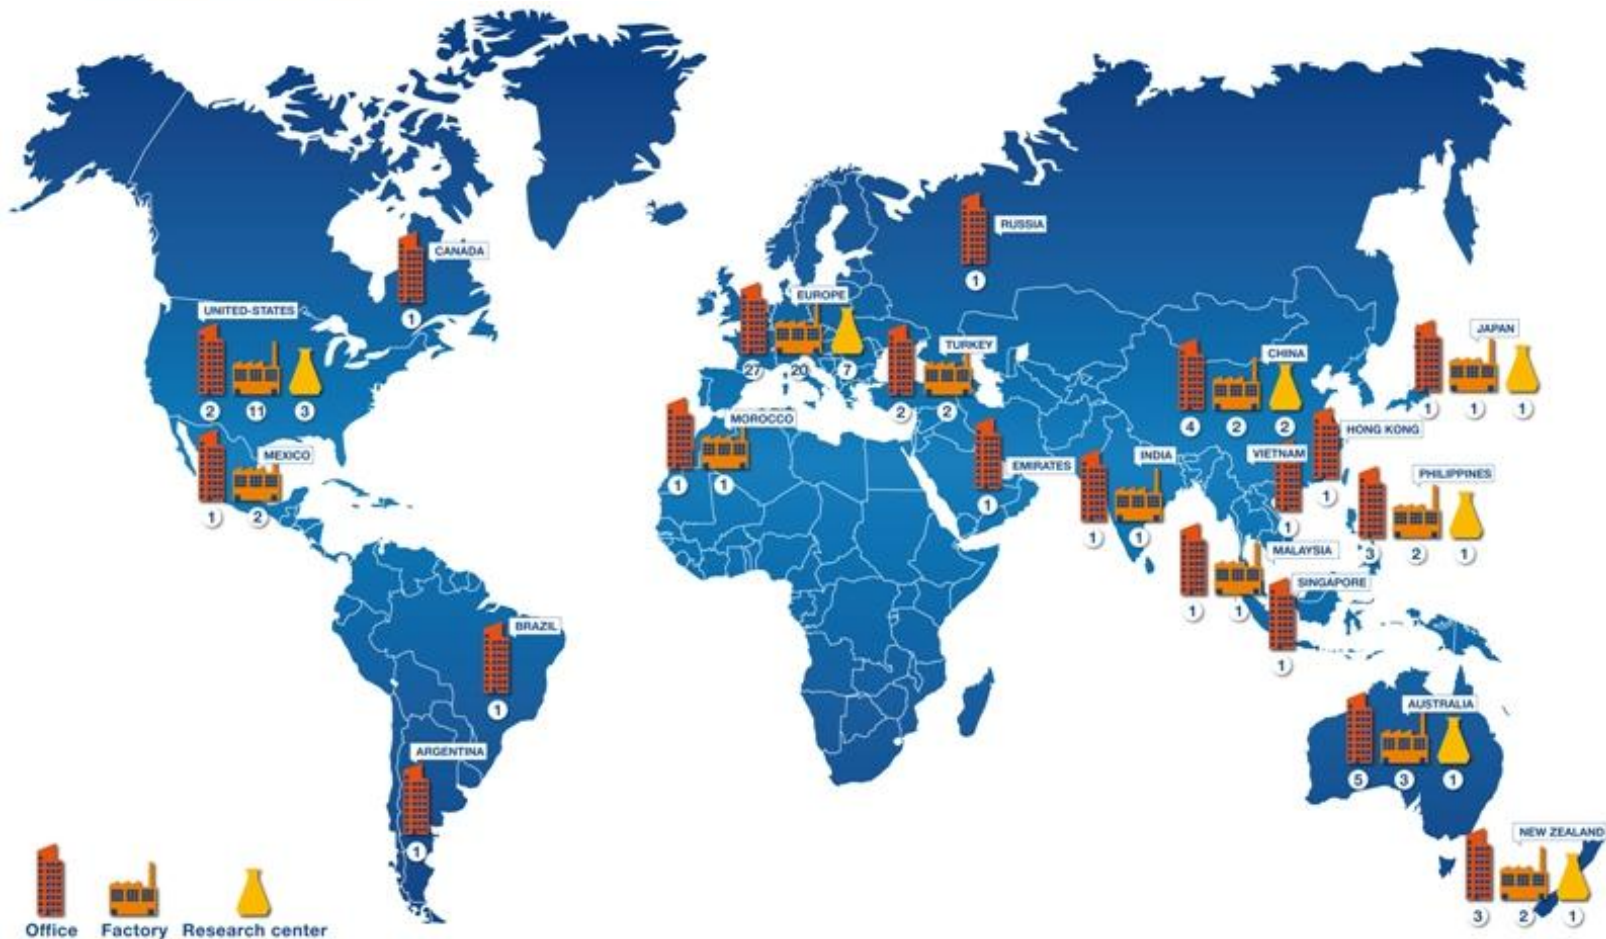 RUSSIA
1
CANADA
1
EUROPE
27 20 7
UNITED-STATES
2 11 3
JAPAN
1 1 1
TURKEY
2 2
CHINA
4 2 2
MOROCCO
1 1
HONG KONG
1
MEXICO
1 2
VIETNAM
1
INDIA
1 1
EMIRATES
1
PHILIPPINES
3 2 1
MALAYSIA
1 1
SINGAPORE
1
BRAZIL
1
AUSTRALIA
5 3 1
ARGENTINA
1
NEW ZEALAND
3 2 1
Office Factory Research center